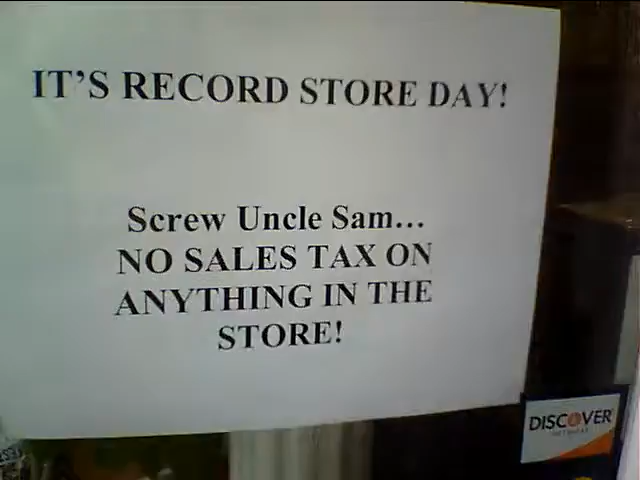 IT'S RECORD STORE DAY!
Screw Uncle Sam...
NO SALES TAX ON
ANYTHING IN THE
STORE!
DISCOVER